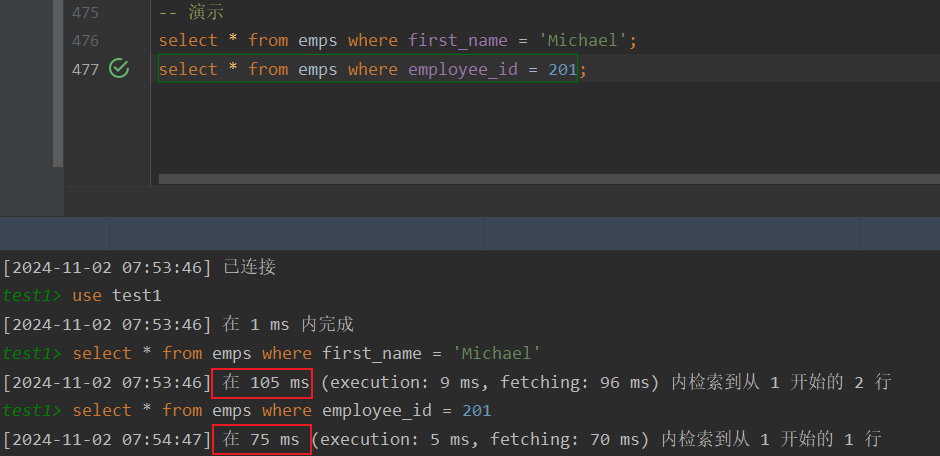 475 -- 演示
476 select * from emps where first_name = 'Michael';
477 select * from emps where employee_id = 201;
[2024-11-02 07:53:46] 已连接
test1> use test1
[2024-11-02 07:53:46] 在 1 ms 内完成
test1> select * from emps where first_name = 'Michael'
[2024-11-02 07:53:46] 在 105 ms (execution: 9 ms, fetching: 96 ms) 内检索到从 1 开始的 2 行
test1> select * from emps where employee_id = 201
[2024-11-02 07:54:47] 在 75 ms (execution: 5 ms, fetching: 70 ms) 内检索到从 1 开始的 1 行